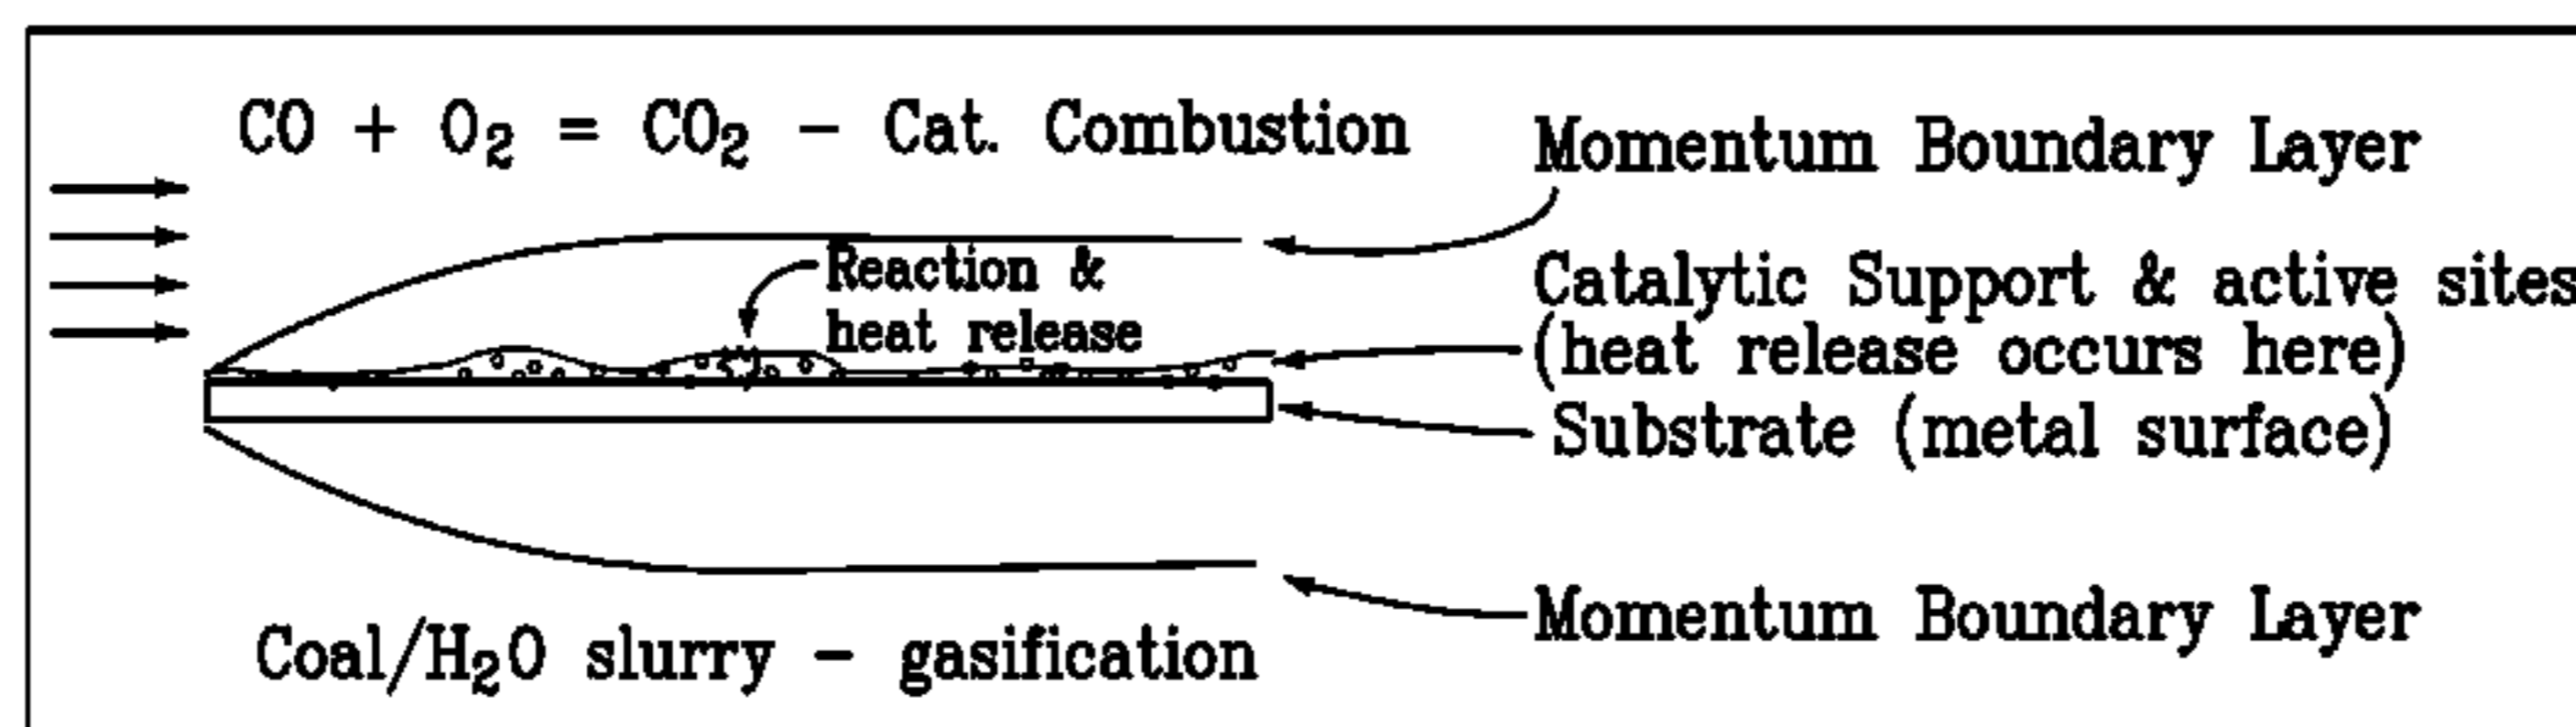 CO + O₂ = CO₂ - Cat. Combustion
Momentum Boundary Layer
Reaction &
heat release
Catalytic Support & active sites
(heat release occurs here)
Substrate (metal surface)
Coal/H₂O slurry - gasification
Momentum Boundary Layer